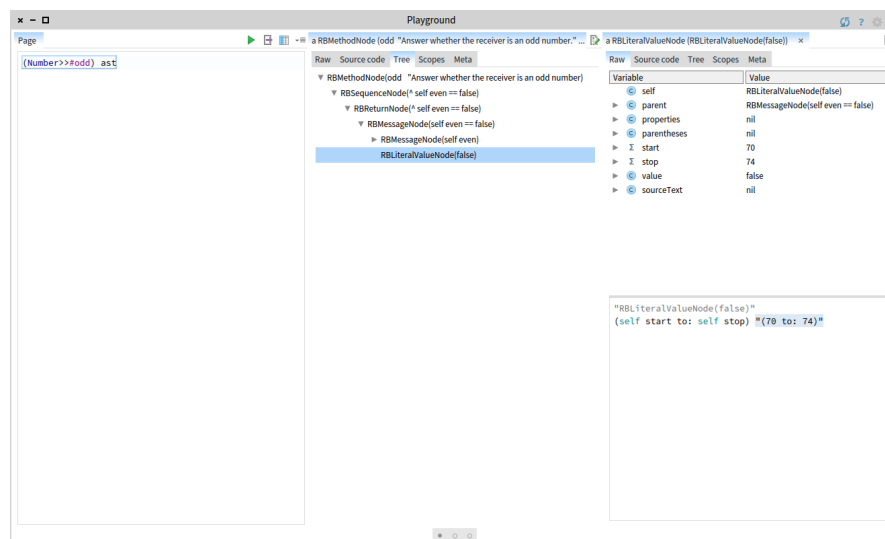 Playground
Page
(Number>>#odd) ast
a RBMethodNode (odd "Answer whether the receiver is an odd number." ...
Raw Source code Tree Scopes Meta
RBMethodNode(odd "Answer whether the receiver is an odd number)
RBSequenceNode(^ self even == false)
RBReturnNode(^ self even == false)
RBMessageNode(self even == false)
RBMessageNode(self even)
RBLiteralValueNode(false)
a RBLiteralValueNode (RBLiteralValueNode(false)) ×
Raw Source code Tree Scopes Meta
Variable Value
self RBLiteralValueNode(false)
parent RBMessageNode(self even == false)
properties nil
parentheses nil
Σ start 70
Σ stop 74
value false
sourceText nil
"RBLiteralValueNode(false)"
(self start to: self stop) "(70 to: 74)"